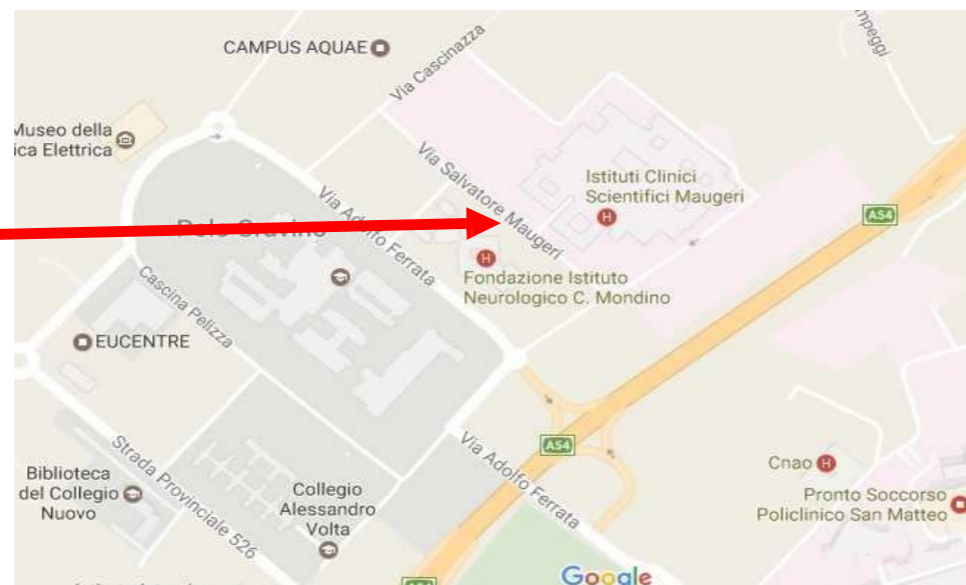 CAMPUS AQUAE
Via Cascinazza
Museo della
ica Elettrica
Via Salvatore Maugeri
Istituti Clinici
Scientifici Maugeri
H
A54
Via Adolfo Ferrata
H
Fondazione Istituto
Neurologico C. Mondino
Cascina Pelizza
EUCENTRE
A54
Via Adolfo Ferrata
Strada Provinciale 526
Biblioteca
del Collegio
Nuovo
Collegio
Alessandro
Volta
Cnao
H
Pronto Soccorso
Policlinico San Matteo
Google